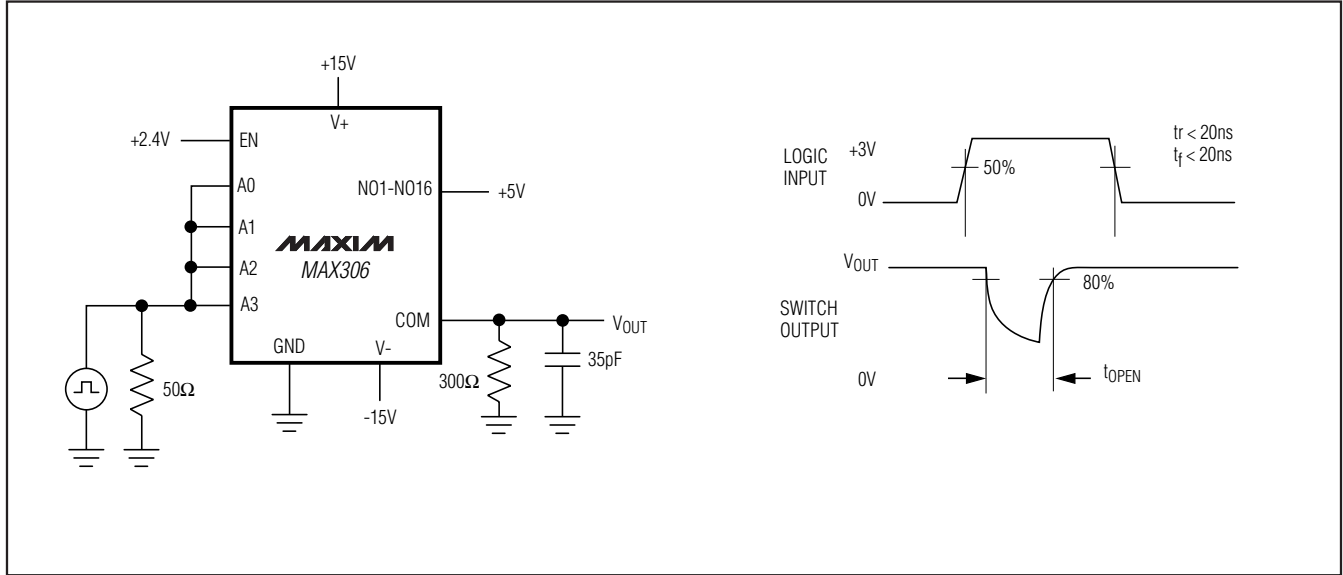 +15V
V+
+2.4V
EN
A0
NO1-NO16
+5V
A1
MAXIM
MAX306
A2
A3
COM
VOUT
GND
V-
35pF
300Ω
50Ω
-15V
LOGIC
INPUT
+3V
50%
0V
tr < 20ns
tf < 20ns
VOUT
80%
SWITCH
OUTPUT
0V
tOPEN